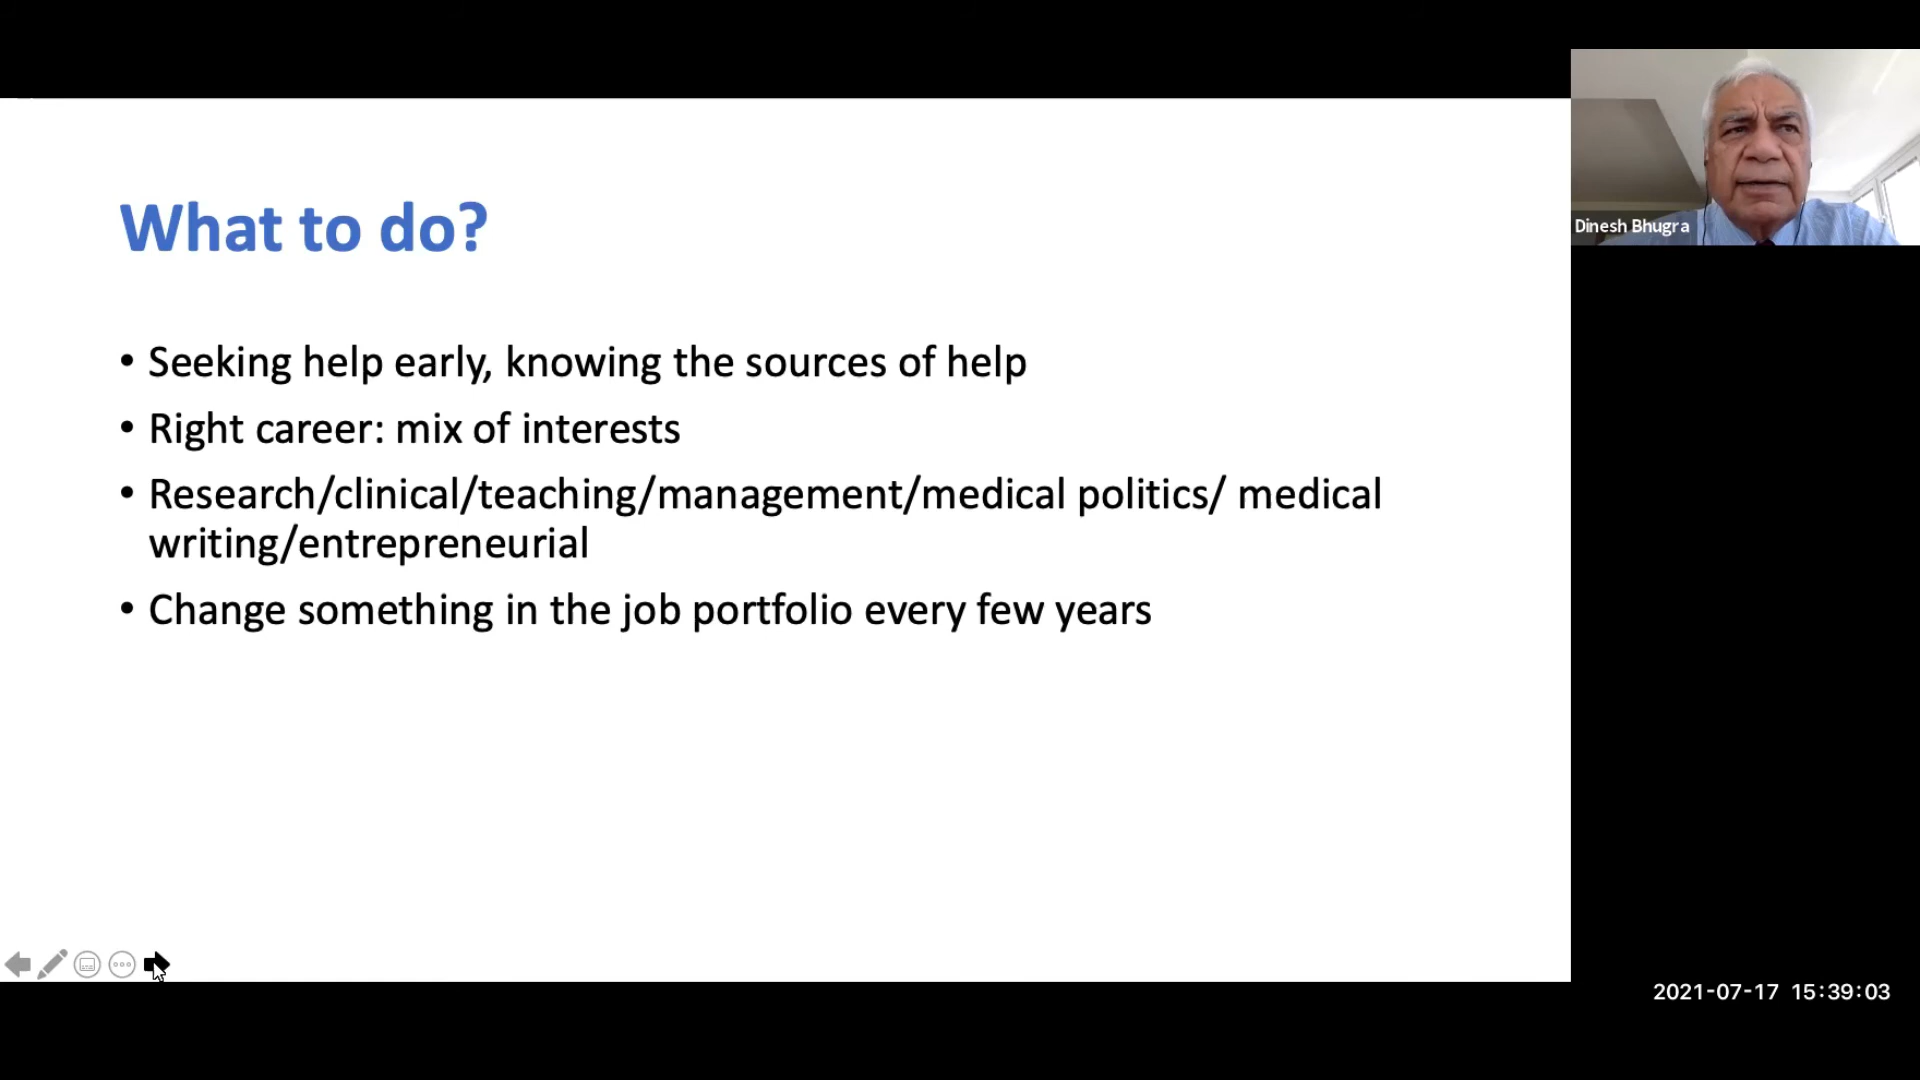 What to do?
• Seeking help early, knowing the sources of help
• Right career: mix of interests
• Research/clinical/teaching/management/medical politics/ medical
writing/entrepreneurial
• Change something in the job portfolio every few years
Dinesh Bhugra
2021-07-17 15:39:03